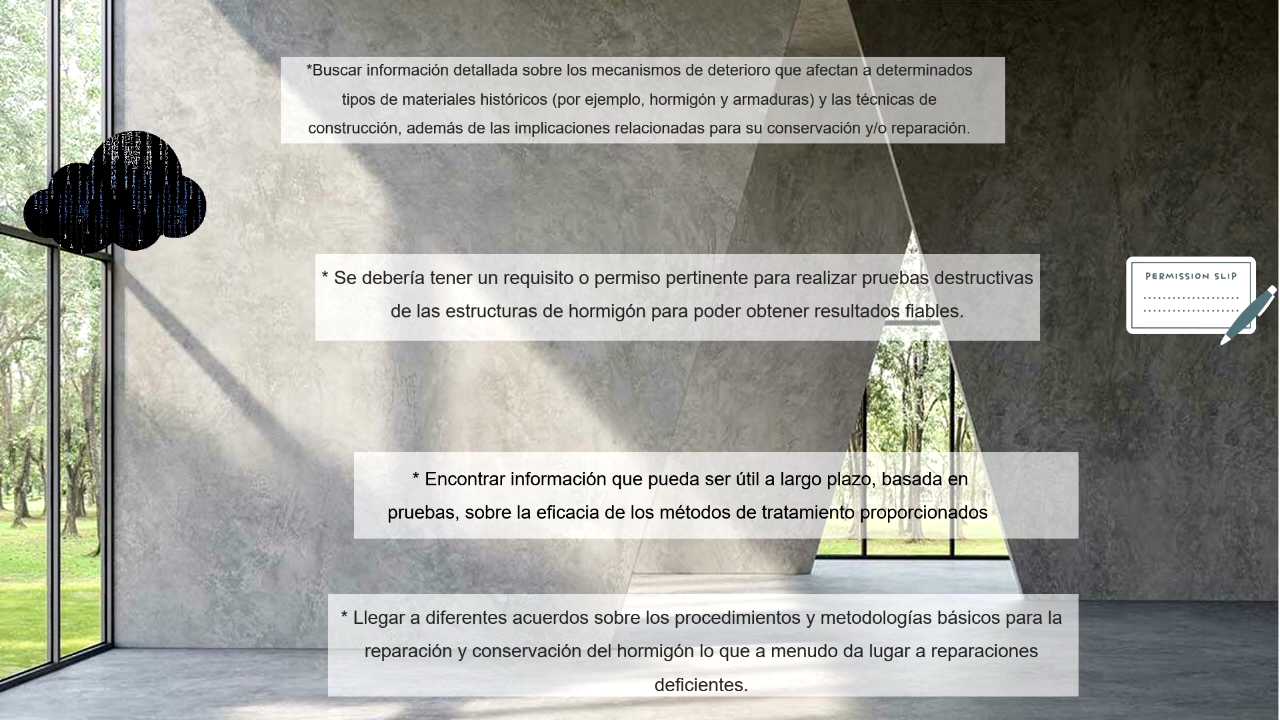 *Buscar información detallada sobre los mecanismos de deterioro que afectan a determinados
tipos de materiales históricos (por ejemplo, hormigón y armaduras) y las técnicas de
construcción, además de las implicaciones relacionadas para su conservación y/o reparación.
* Se debería tener un requisito o permiso pertinente para realizar pruebas destructivas
de las estructuras de hormigón para poder obtener resultados fiables.
PERMISSION SLIP
* Encontrar información que pueda ser útil a largo plazo, basada en
pruebas, sobre la eficacia de los métodos de tratamiento proporcionados
* Llegar a diferentes acuerdos sobre los procedimientos y metodologías básicos para la
reparación y conservación del hormigón lo que a menudo da lugar a reparaciones
deficientes.